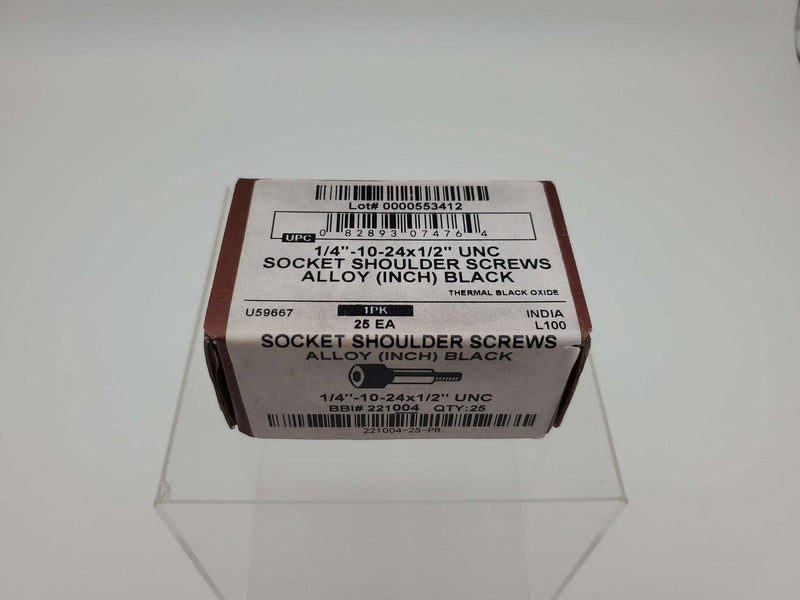 Lot# 0000553412
UPC 0 82893 07476 4
1/4"-10-24x1/2" UNC
SOCKET SHOULDER SCREWS
ALLOY (INCH) BLACK
THERMAL BLACK OXIDE
U59667 1PK INDIA
25 EA L100
SOCKET SHOULDER SCREWS
ALLOY (INCH) BLACK
1/4"-10-24x1/2" UNC
BBI# 221004 QTY:25
221004-25-PR